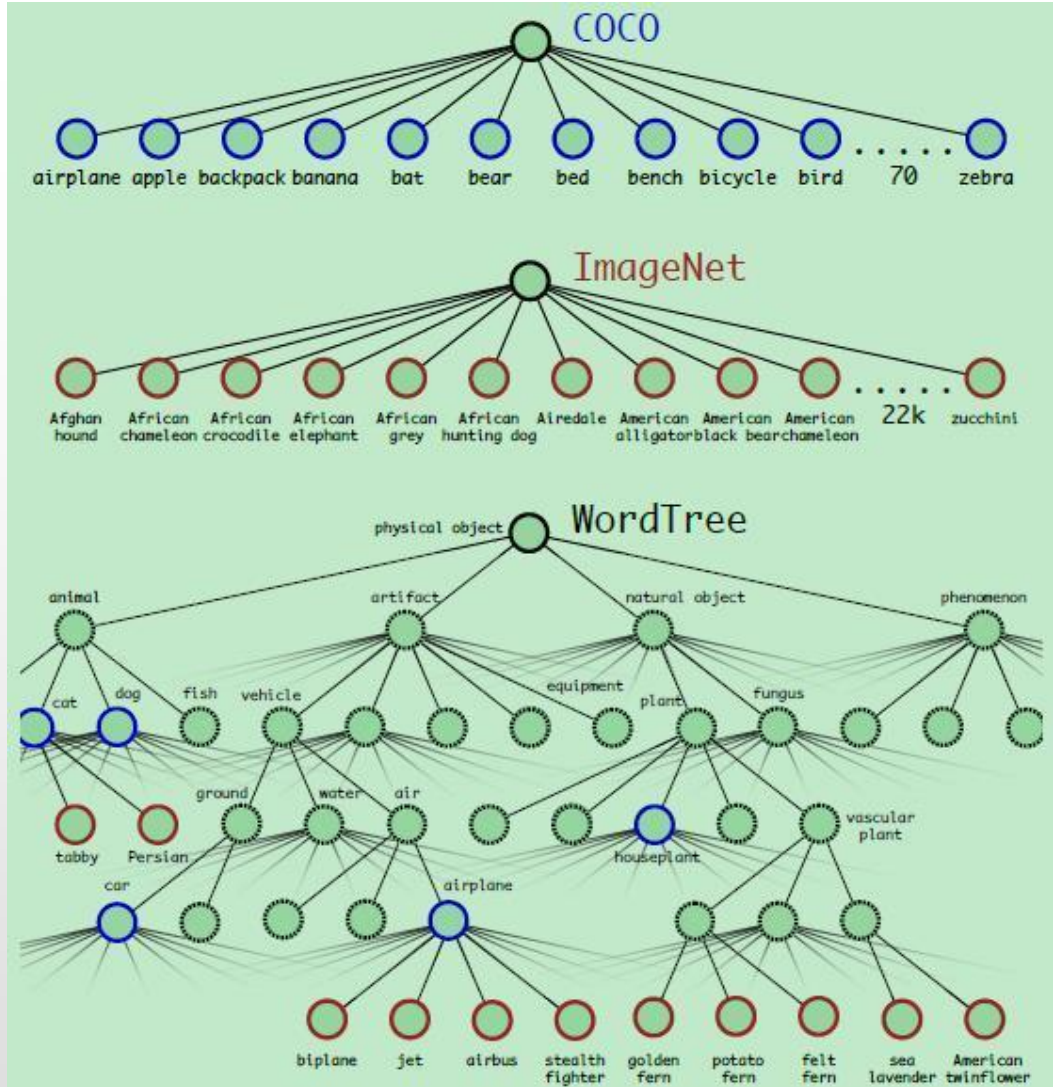 COCO
airplane apple backpack banana bat bear bed bench bicycle bird ..... 70 zebra
ImageNet
Afghan hound
African chameleon
African crocodile
African elephant
African grey
African hunting dog
Airedale
American alligator
American black bear
American chameleon
..... 22k
zucchini
WordTree
physical object
animal artifact natural object phenomenon
cat dog fish vehicle equipment plant fungus
ground water air vascular plant
tabby Persian houseplant
car airplane
biplane
jet
airbus
stealth fighter
golden fern
potato fern
felt fern
sea lavender
American twinflower